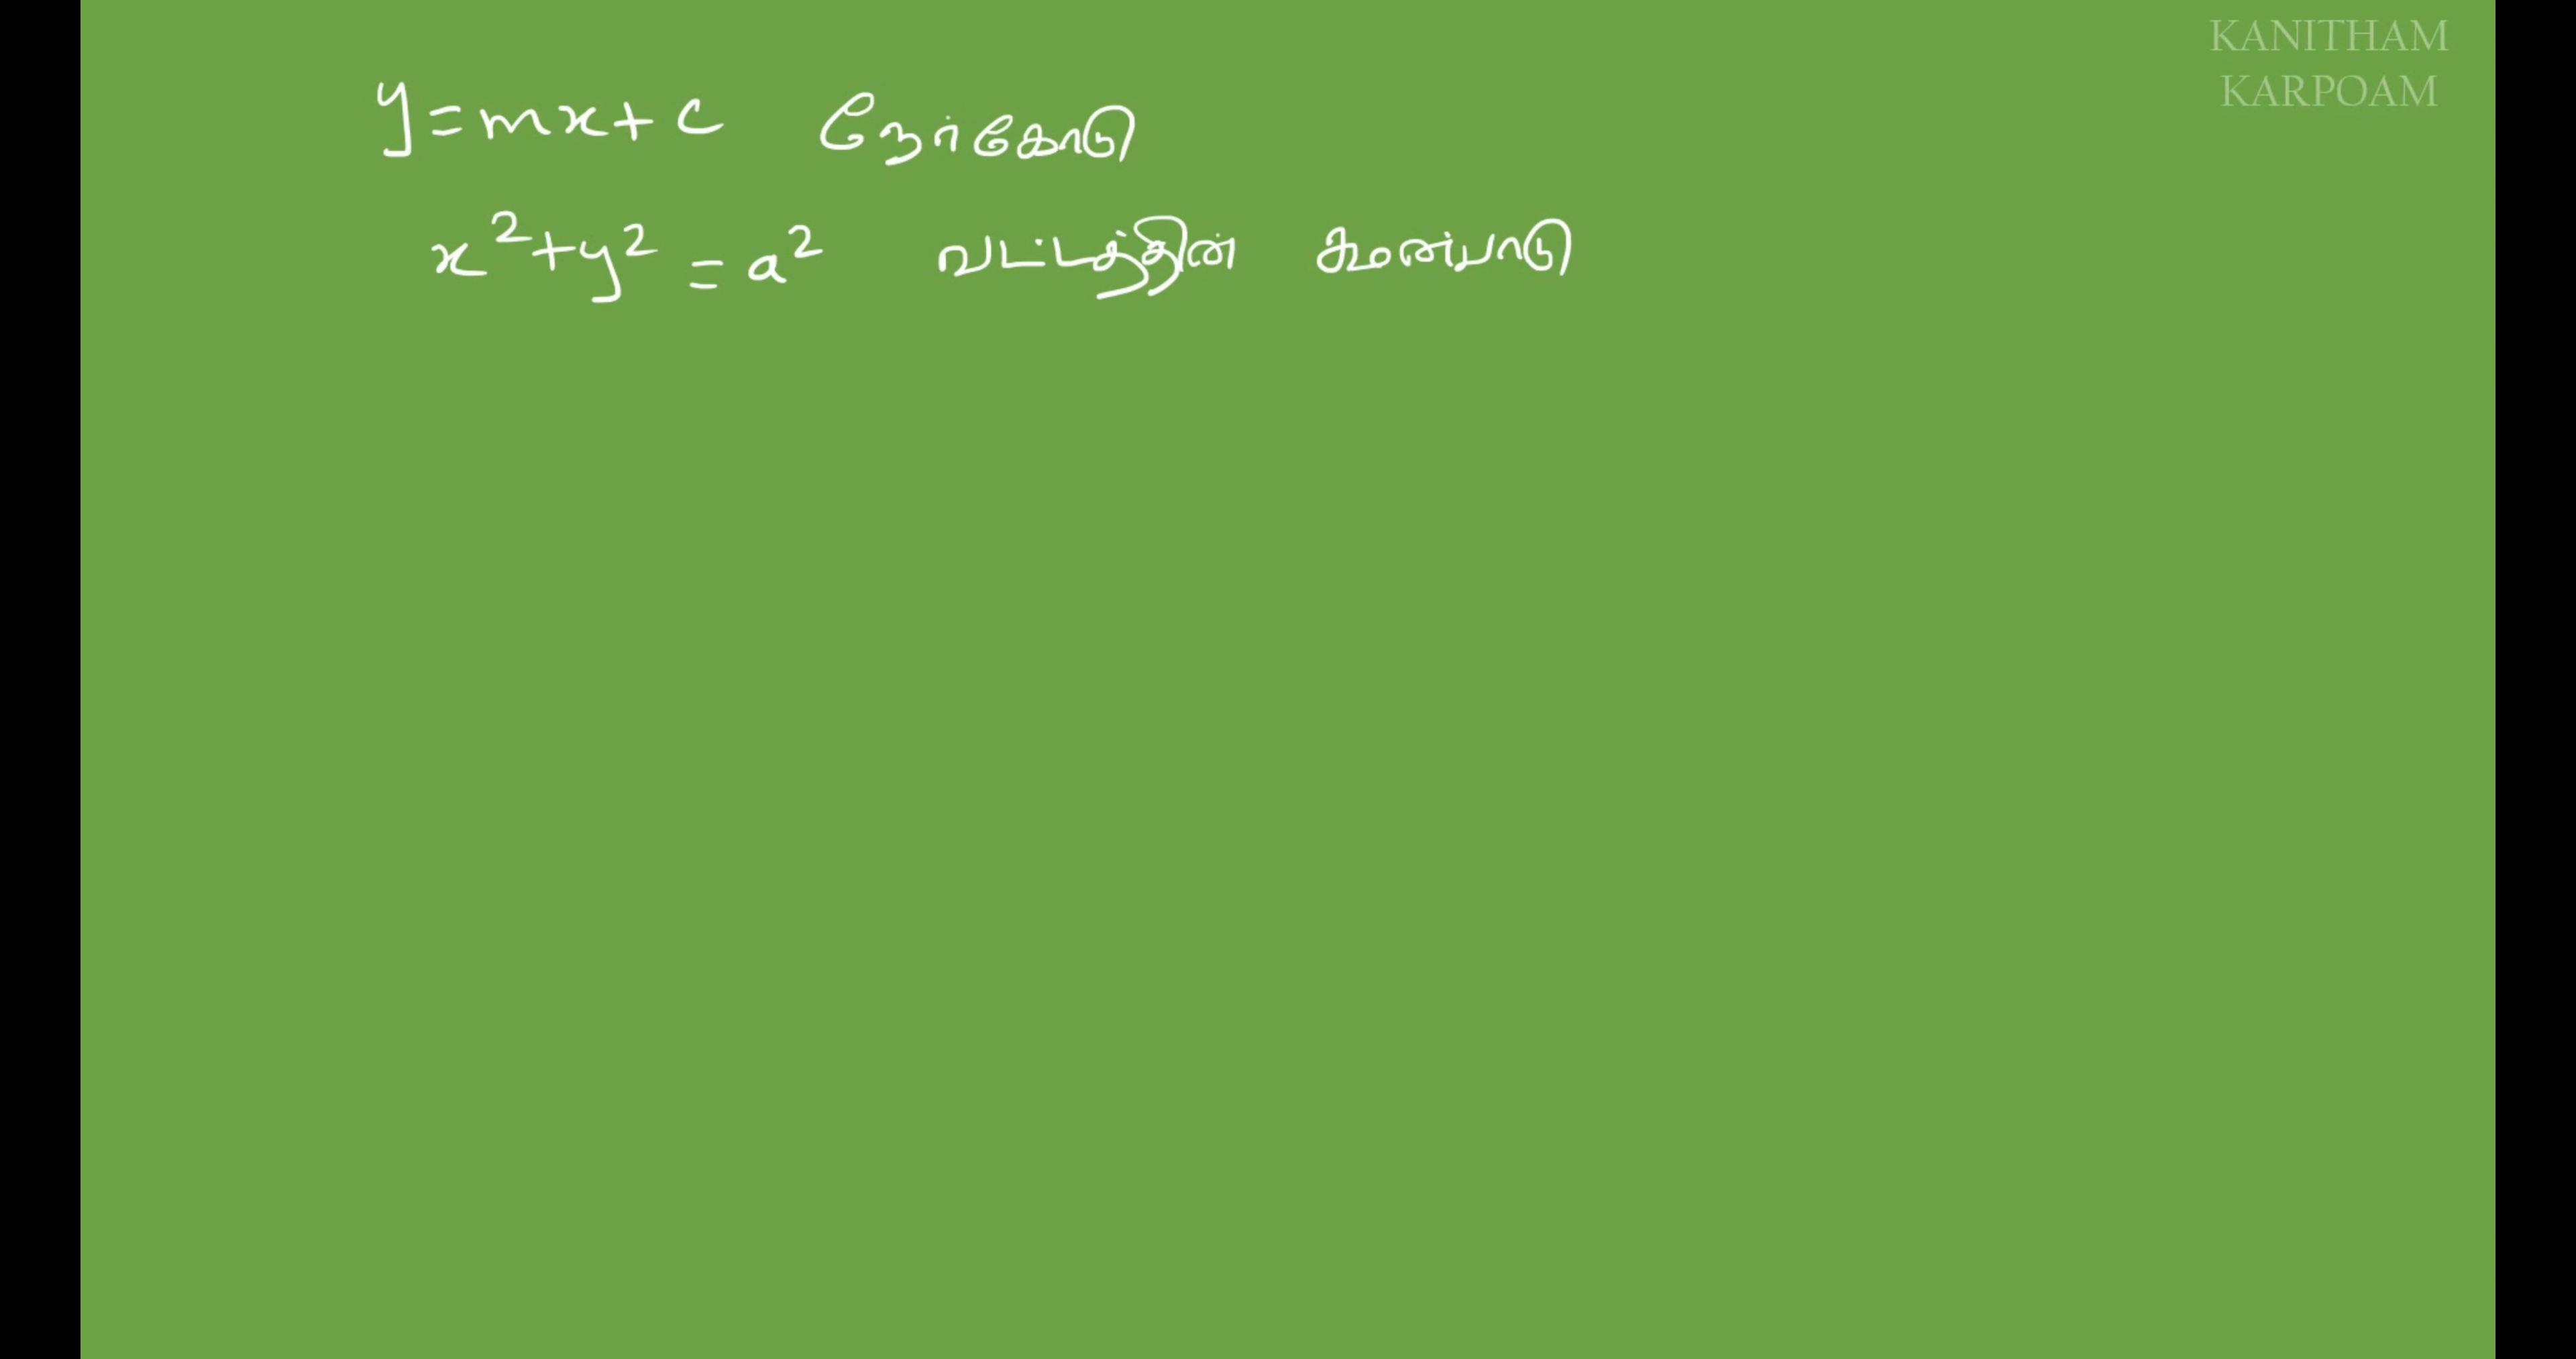 KANITHAM
KARPOAM
y=mx+c நேர்கோடு
x²+y²=a² வட்டத்தின் சமன்பாடு